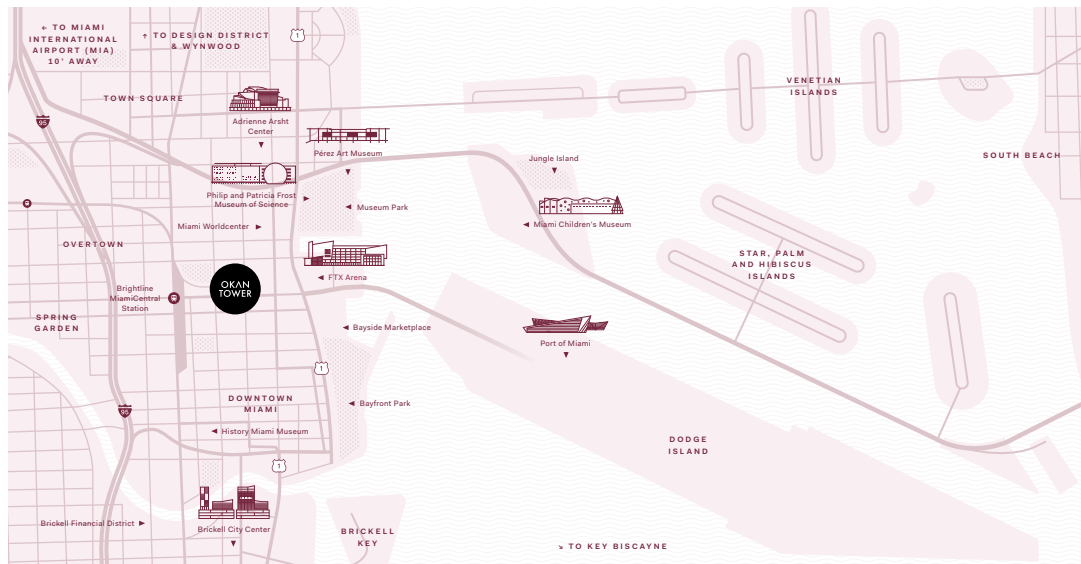 ← TO MIAMI
INTERNATIONAL
AIRPORT (MIA)
10' AWAY
↑ TO DESIGN DISTRICT
& WYNWOOD
1
TOWN SQUARE
95
Adrienne Arsht
Center
Pérez Art Museum
VENETIAN
ISLANDS
SOUTH BEACH
Jungle Island
Philip and Patricia Frost
Museum of Science
Museum Park
Miami Worldcenter
Miami Children's Museum
OVERTOWN
STAR, PALM
AND HIBISCUS
ISLANDS
FTX Arena
OKAN
TOWER
Brightline
MiamiCentral
Station
SPRING
GARDEN
Bayside Marketplace
Port of Miami
1
DOWNTOWN
MIAMI
Bayfront Park
95
History Miami Museum
DODGE
ISLAND
1
Brickell Financial District
Brickell City Center
BRICKELL
KEY
↘ TO KEY BISCAYNE